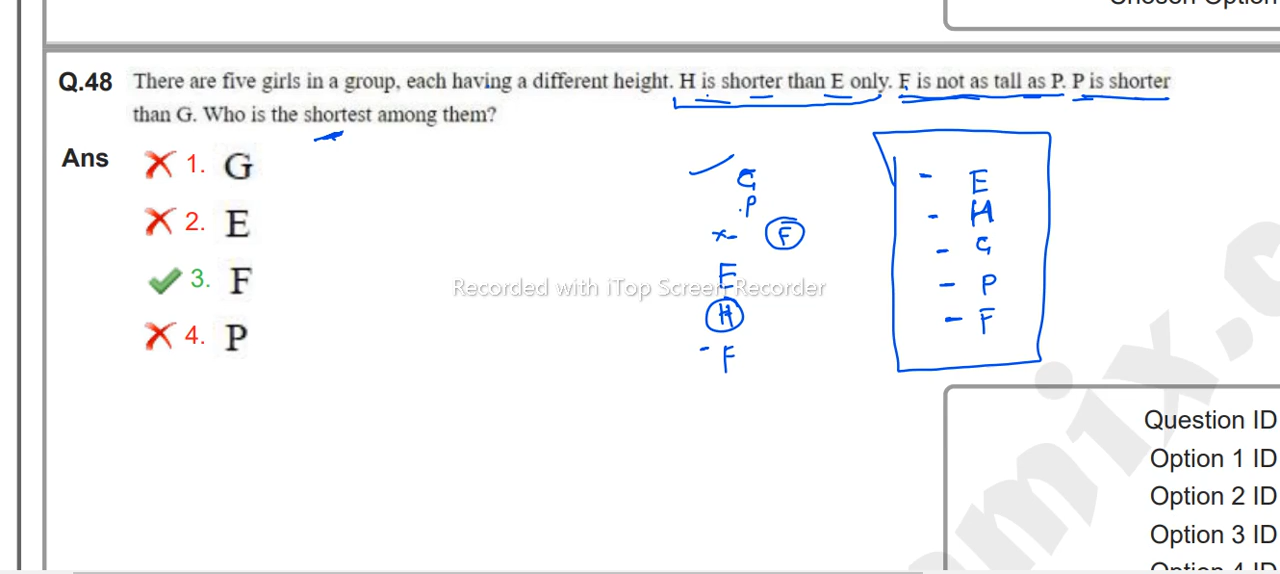 Q.48 There are five girls in a group, each having a different height. H is shorter than E only. F is not as tall as P. P is shorter
than G. Who is the shortest among them?
Ans
1. G
2. E
3. F
4. P
G
P
F
E
H
F
E
H
G
P
F
Recorded with iTop Screen Recorder
Question ID
Option 1 ID
Option 2 ID
Option 3 ID